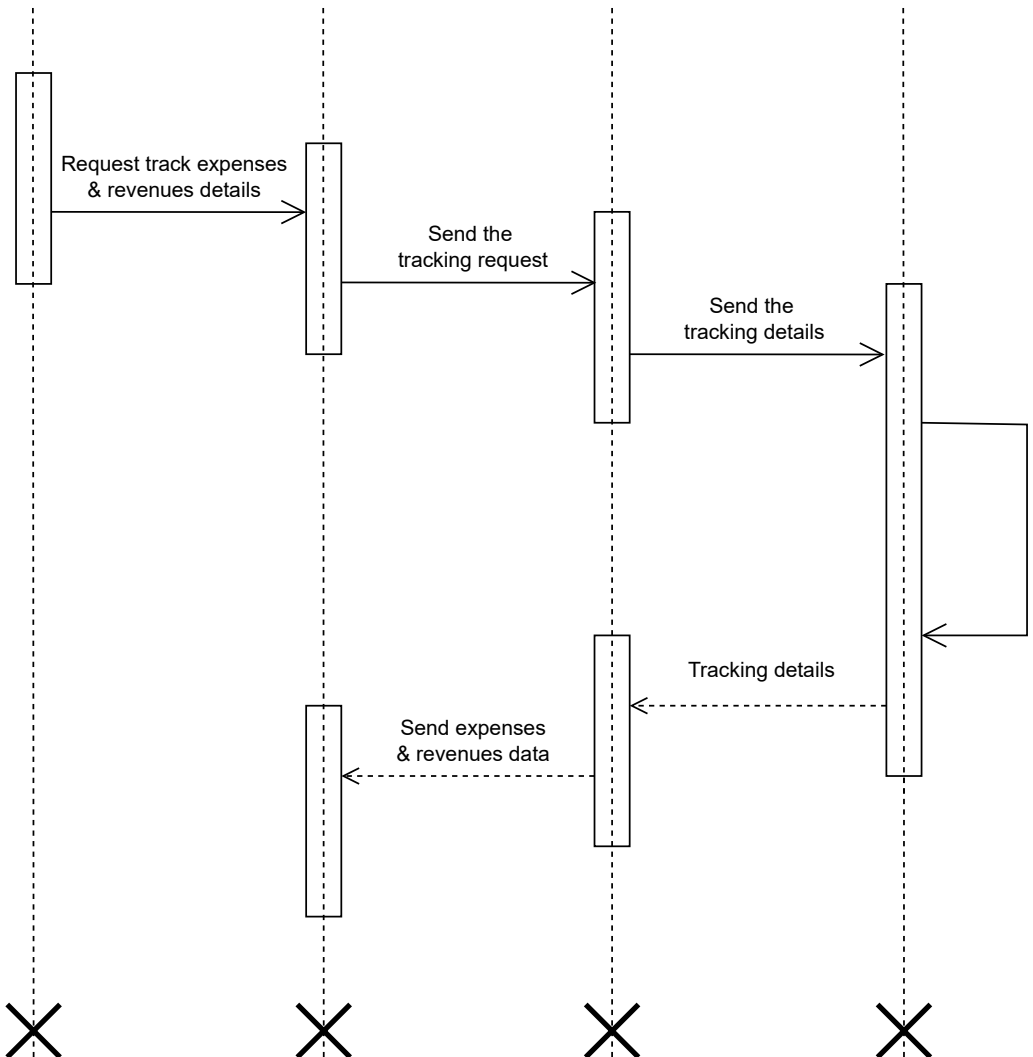 Request track expenses
& revenues details
Send the
tracking request
Send the
tracking details
Tracking details
Send expenses
& revenues data